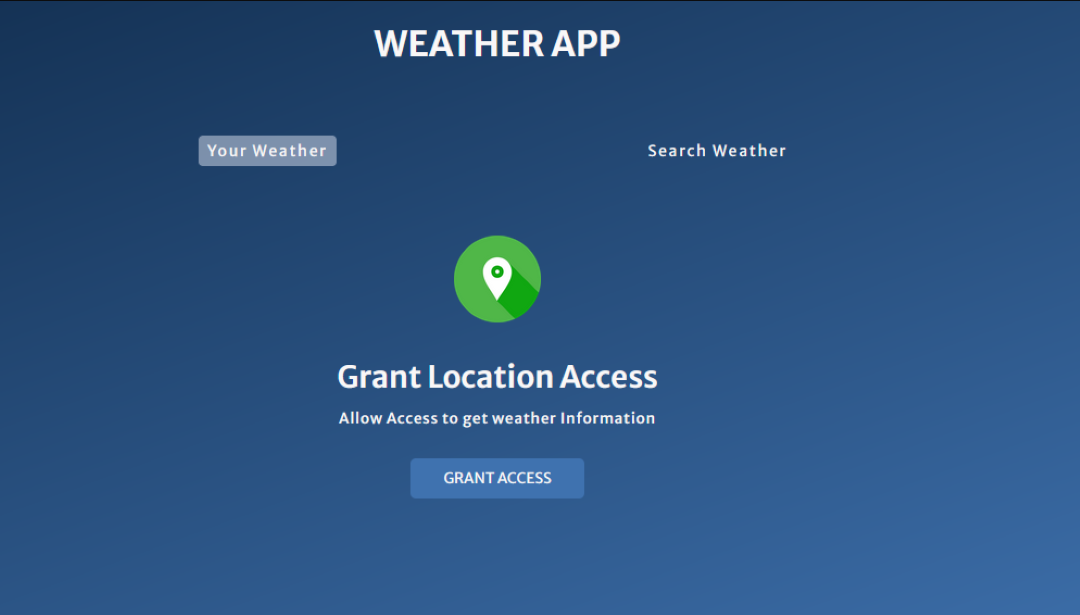 WEATHER APP
Your Weather
Search Weather
Grant Location Access
Allow Access to get weather Information
GRANT ACCESS